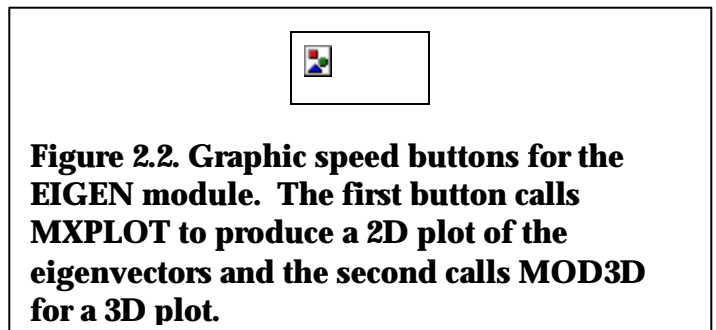 Figure 2.2. Graphic speed buttons for the
EIGEN module.  The first button calls
MXPLOT to produce a 2D plot of the
eigenvectors and the second calls MOD3D
for a 3D plot.